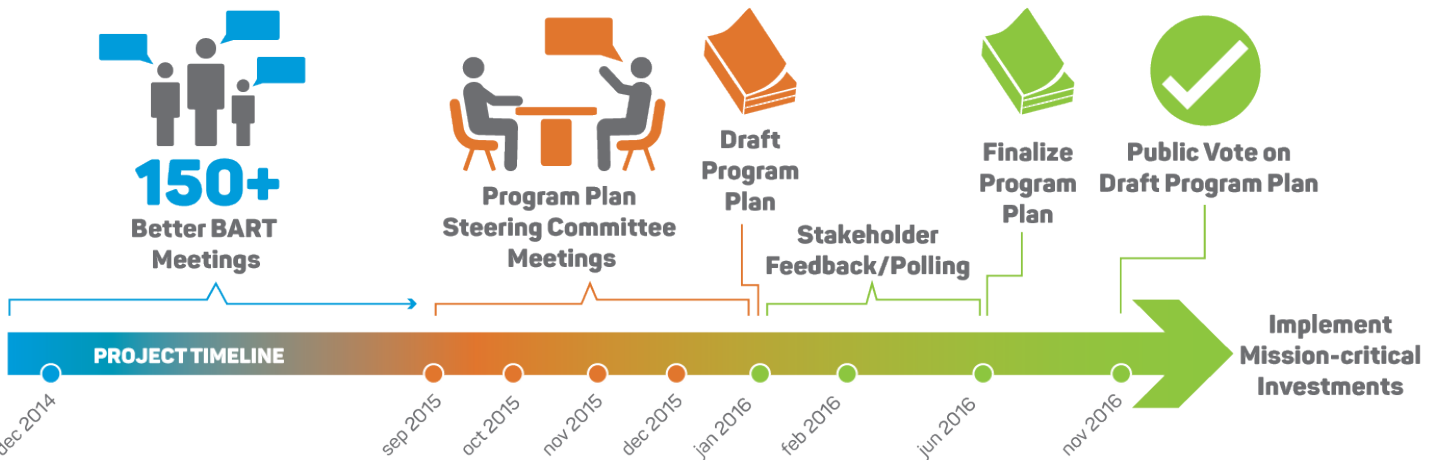 150+
Better BART
Meetings
Program Plan
Steering Committee
Meetings
Draft
Program
Plan
Stakeholder
Feedback/Polling
Finalize
Program
Plan
Public Vote on
Draft Program Plan
PROJECT TIMELINE
Implement
Mission-critical
Investments
dec 2014
sep 2015
oct 2015
nov 2015
dec 2015
jan 2016
feb 2016
jun 2016
nov 2016